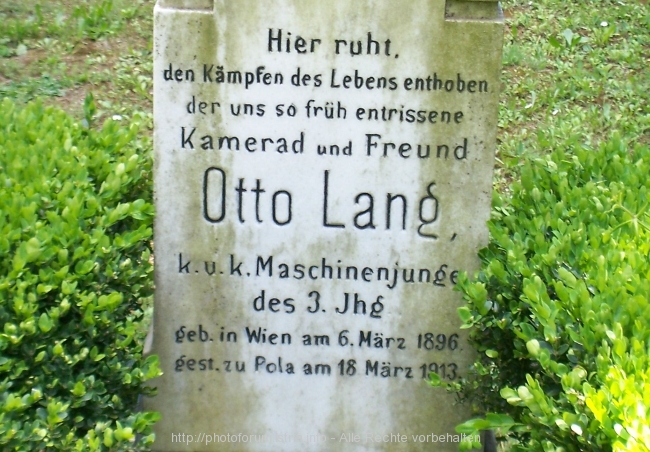 Hier ruht.
den Kämpfen des Lebens enthoben
der uns so früh entrissene
Kamerad und Freund
Otto Lang,
k.u.k. Maschinenjunge
des 3. Jhg
geb. in Wien am 6. März 1896.
gest. zu Pola am 18 März 1913.
- Alle Rechte vorbehalten